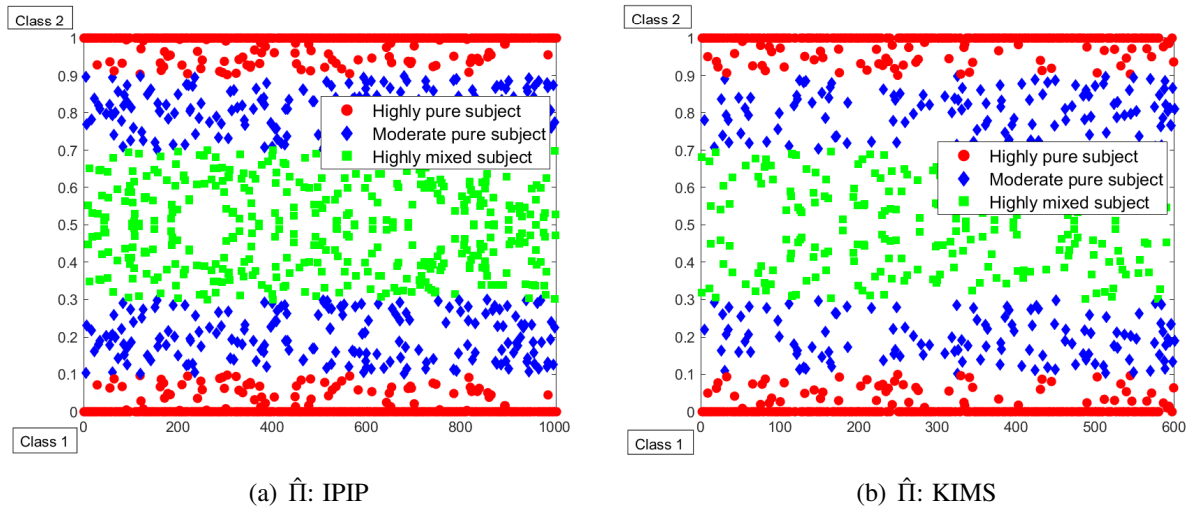 Class 2
1
0.9
0.8
0.7
0.6
0.5
0.4
0.3
0.2
0.1
0
Highly pure subject
Moderate pure subject
Highly mixed subject
0 200 400 600 800 1000
Class 1
(a) Π̂: IPIP
Class 2
1
0.9
0.8
0.7
0.6
0.5
0.4
0.3
0.2
0.1
0
Highly pure subject
Moderate pure subject
Highly mixed subject
0 100 200 300 400 500 600
Class 1
(b) Π̂: KIMS